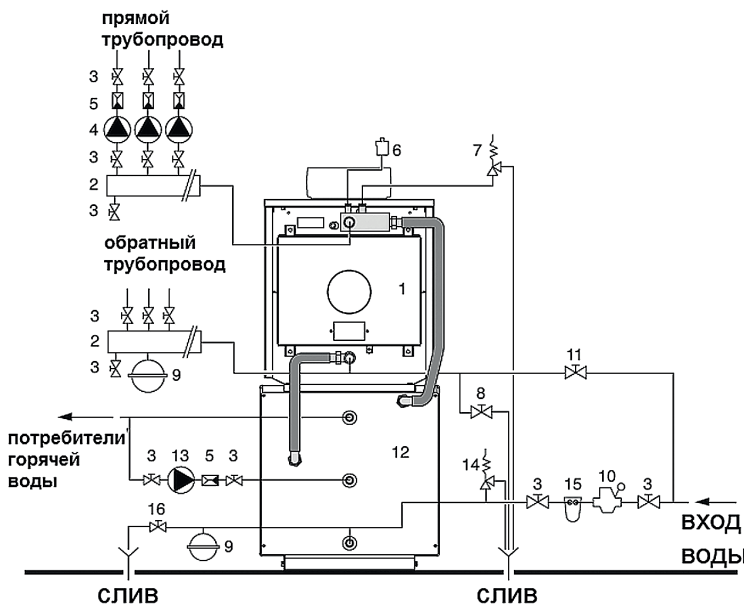 прямой
трубопровод
3
5
4
3
2
3
6
7
обратный
трубопровод
1
3
2
3
9
11
8
потребители
горячей
воды
3 13 5 3
12
14
3 15 10 3
16
9
ВХОД
ВОДЫ
СЛИВ
СЛИВ